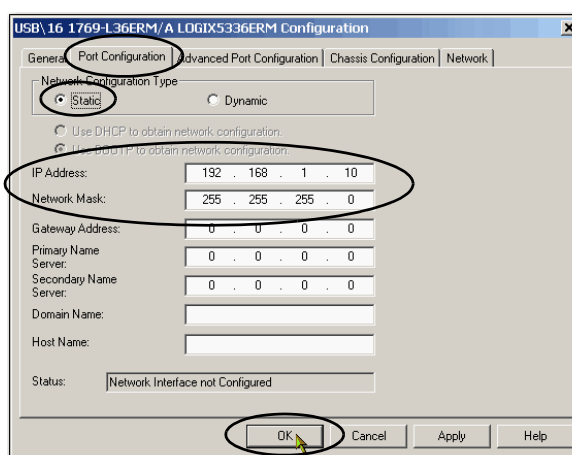 USB\16 1769-L36ERM/A LOGIX5336ERM Configuration
General Port Configuration Advanced Port Configuration Chassis Configuration Network
Network Configuration Type
Static Dynamic
Use DHCP to obtain network configuration.
Use BOOTP to obtain network configuration.
IP Address: 192 . 168 . 1 . 10
Network Mask: 255 . 255 . 255 . 0
Gateway Address: 0 . 0 . 0 . 0
Primary Name
Server: 0 . 0 . 0 . 0
Secondary Name
Server: 0 . 0 . 0 . 0
Domain Name:
Host Name:
Status: Network Interface not Configured
OK Cancel Apply Help